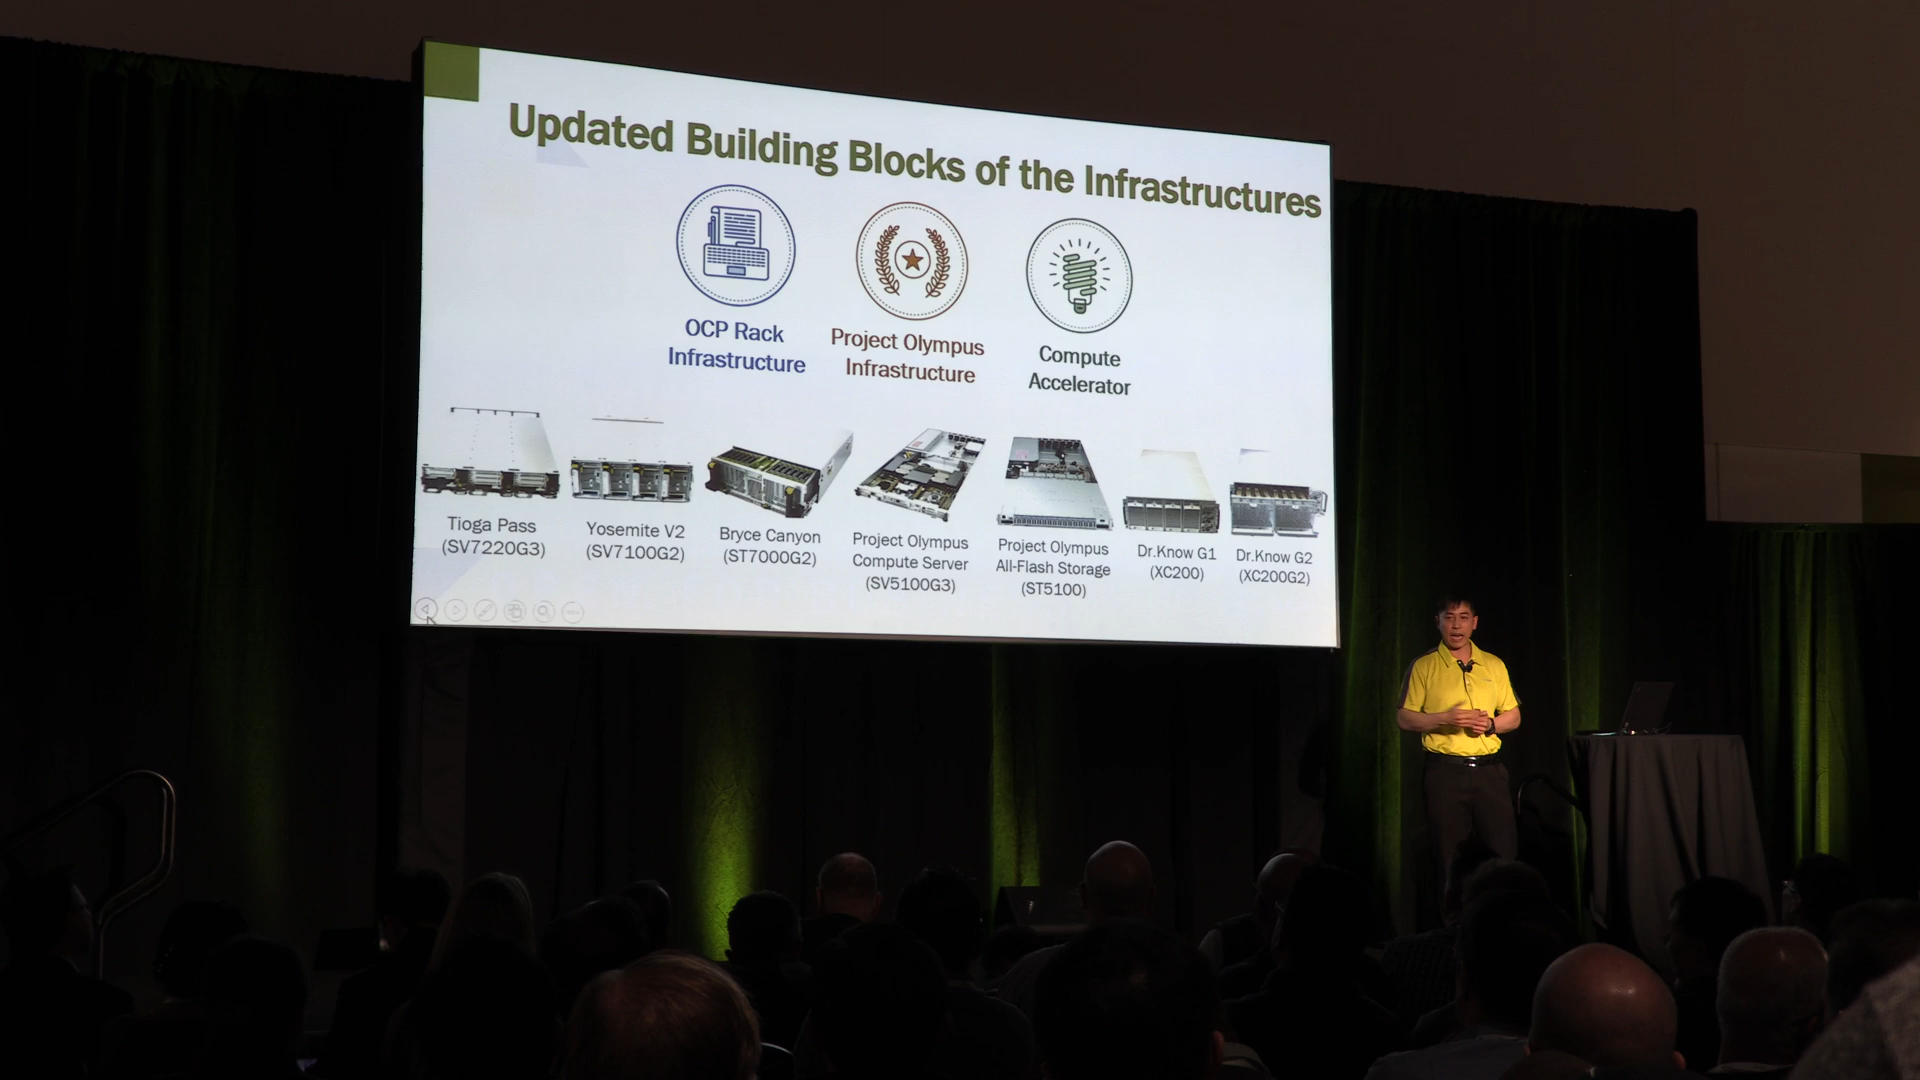 Updated Building Blocks of the Infrastructures
OCP Rack
Infrastructure
Project Olympus
Infrastructure
Compute
Accelerator
Tioga Pass
(SV7220G3)
Yosemite V2
(SV7100G2)
Bryce Canyon
(ST7000G2)
Project Olympus
Compute Server
(SV5100G3)
Project Olympus
All-Flash Storage
(ST5100)
Dr.Know G1
(XC200)
Dr.Know G2
(XC200G2)